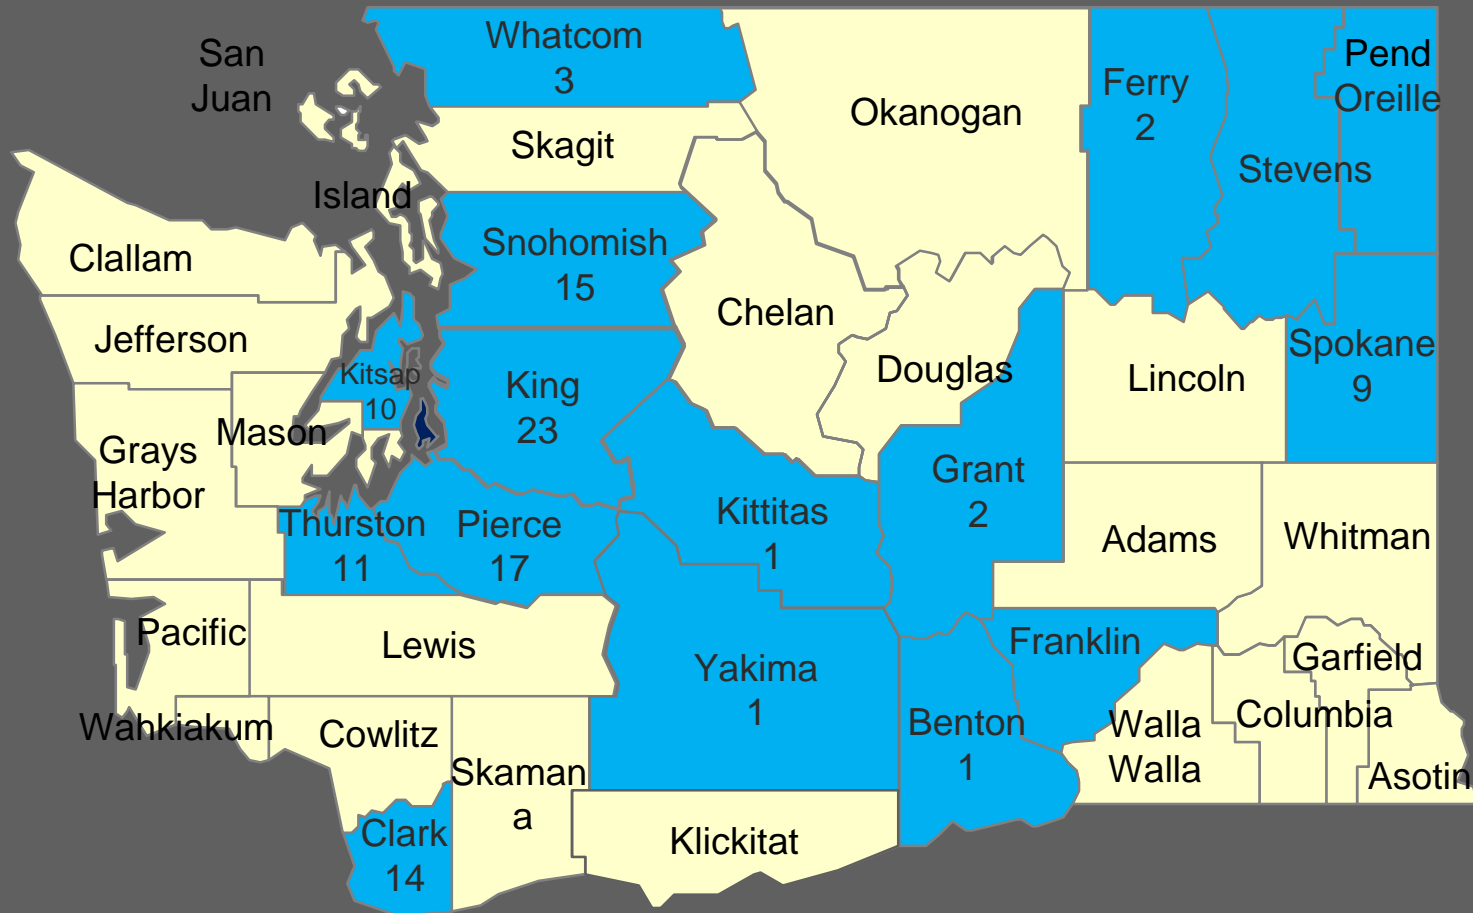 San
Juan
Whatcom
3
Okanogan
Ferry
2
Pend
Oreille
Stevens
Skagit
Island
Clallam
Snohomish
15
Chelan
Jefferson
Kitsap
10
King
23
Douglas
Lincoln
Spokane
9
Mason
Grays
Harbor
Grant
2
Thurston
11
Pierce
17
Kittitas
1
Adams
Whitman
Pacific
Lewis
Yakima
1
Franklin
Garfield
Wahkiakum
Cowlitz
Skaman
a
Benton
1
Walla
Walla
Columbia
Asotin
Clark
14
Klickitat